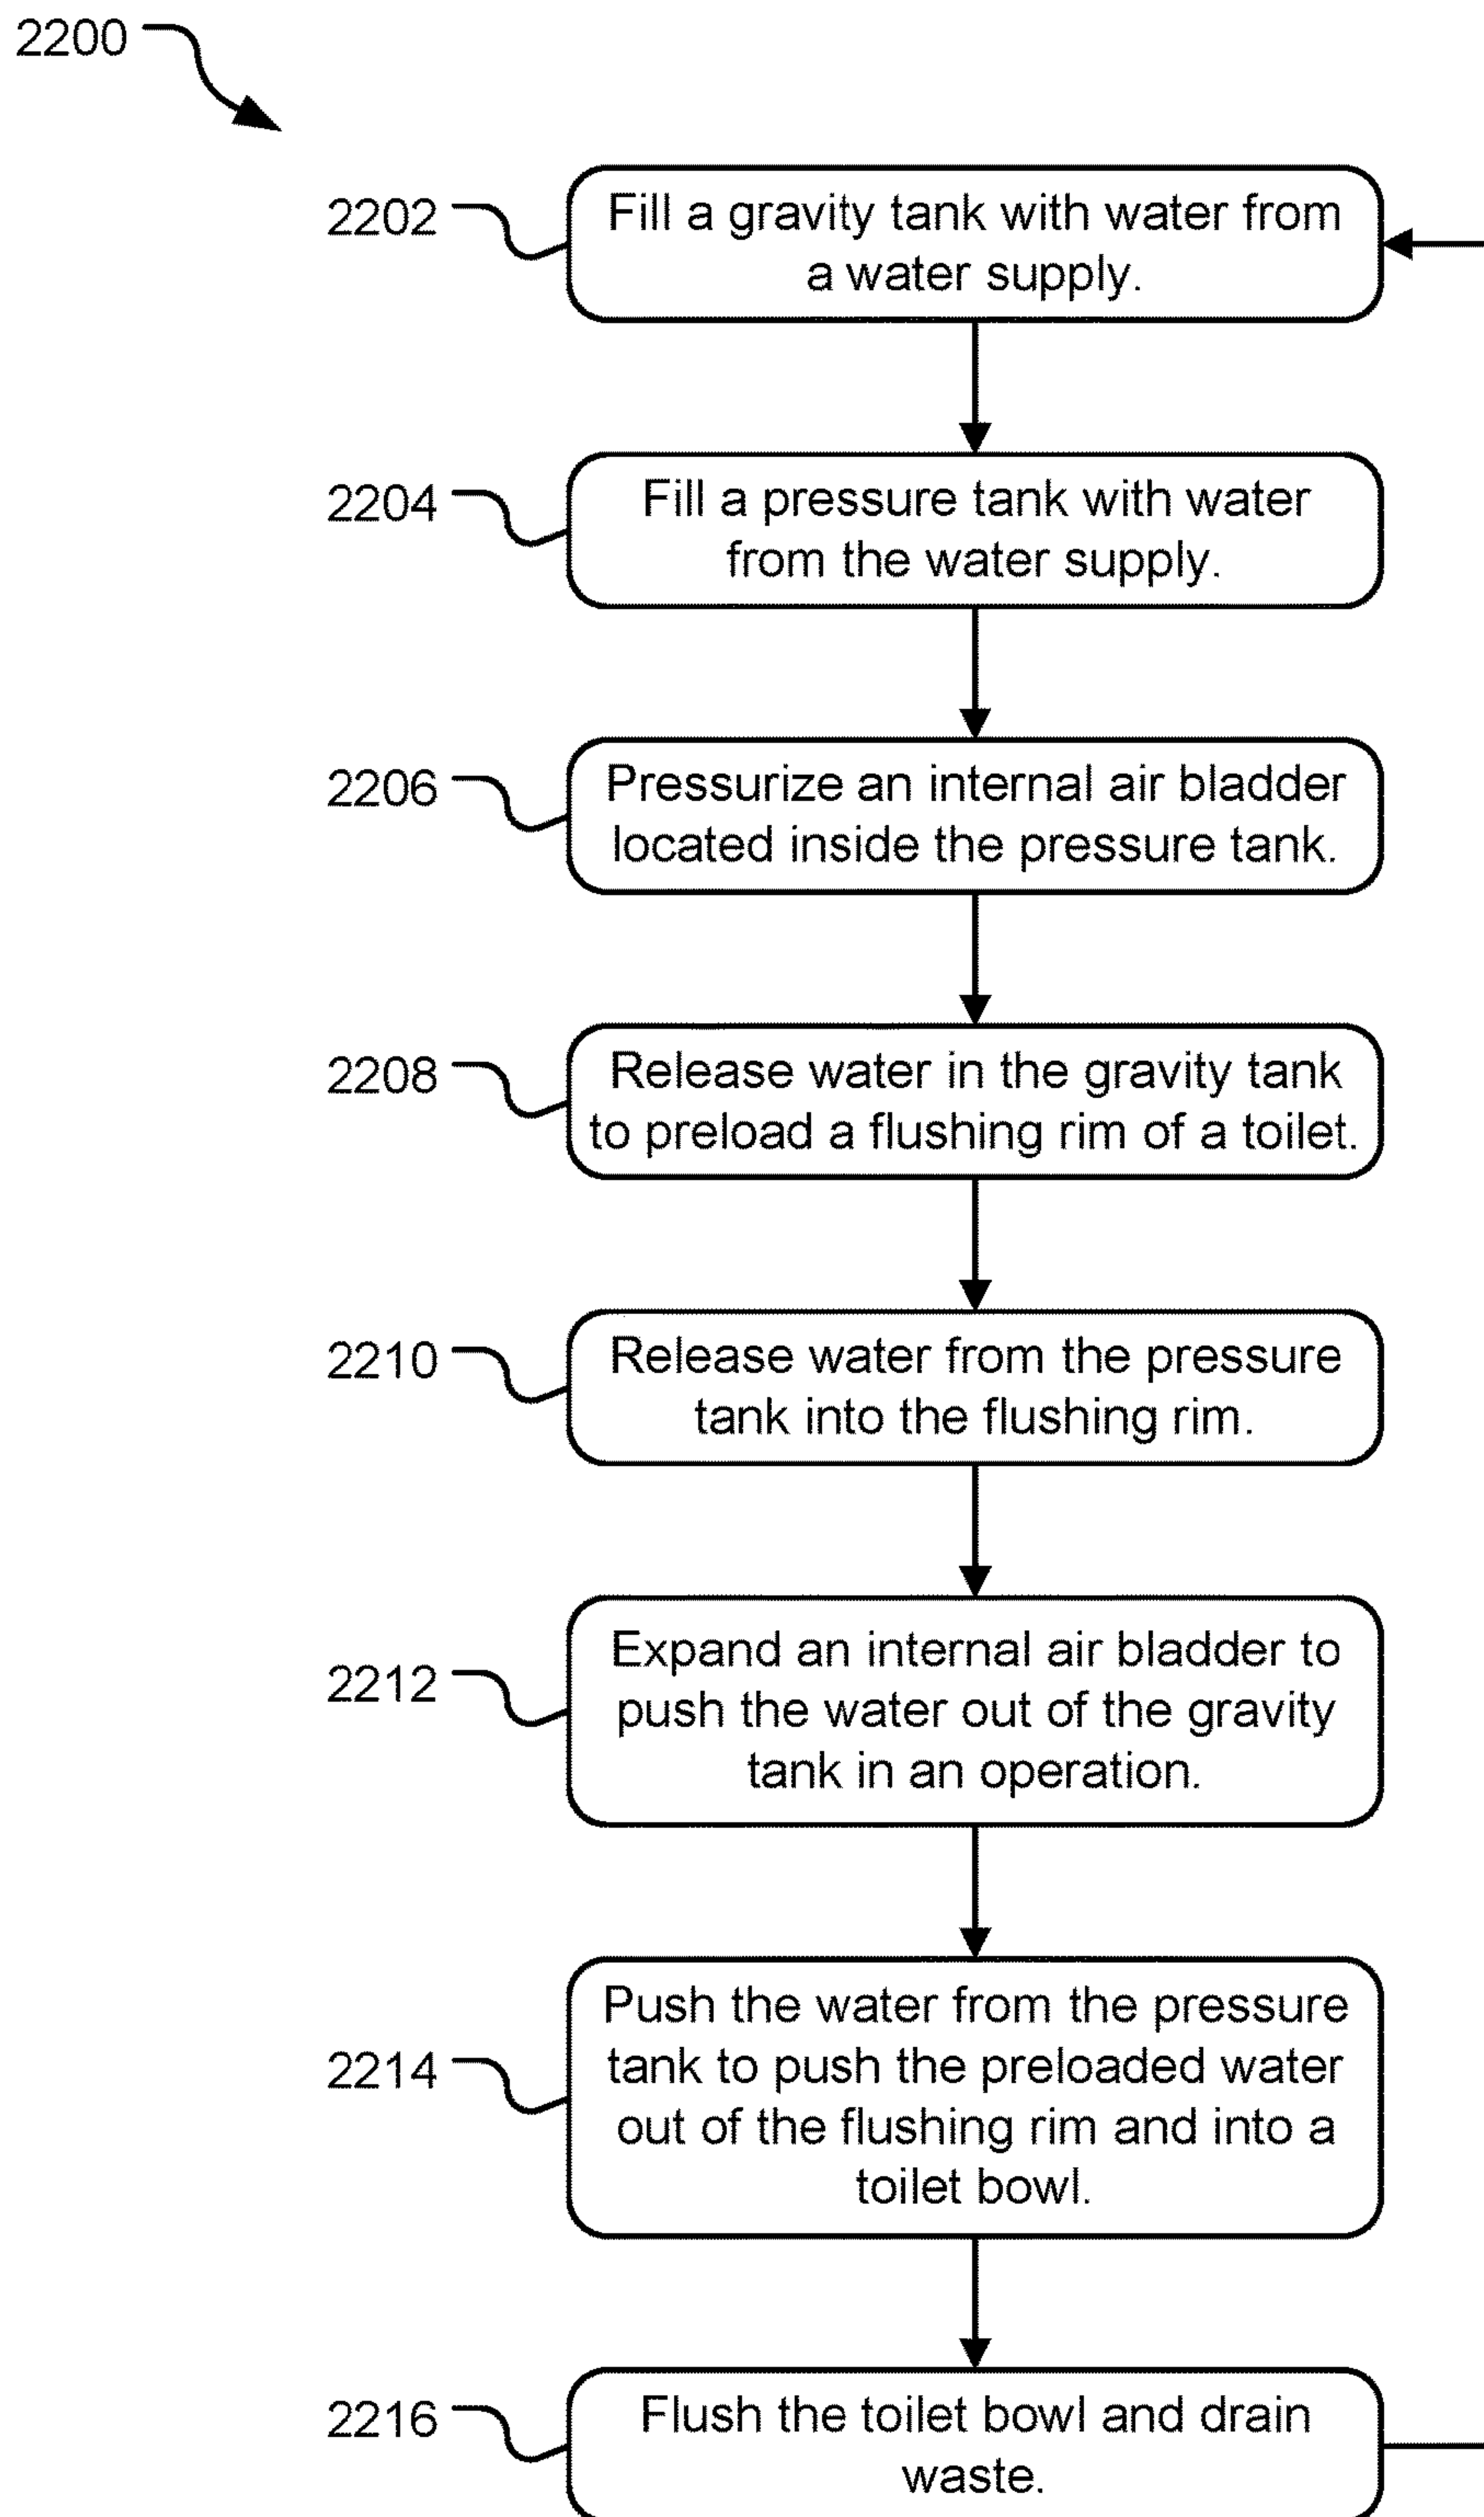 2200
2202
Fill a gravity tank with water from
a water supply.
2204
Fill a pressure tank with water
from the water supply.
2206
Pressurize an internal air bladder
located inside the pressure tank.
2208
Release water in the gravity tank
to preload a flushing rim of a toilet.
2210
Release water from the pressure
tank into the flushing rim.
2212
Expand an internal air bladder to
push the water out of the gravity
tank in an operation.
2214
Push the water from the pressure
tank to push the preloaded water
out of the flushing rim and into a
toilet bowl.
2216
Flush the toilet bowl and drain
waste.